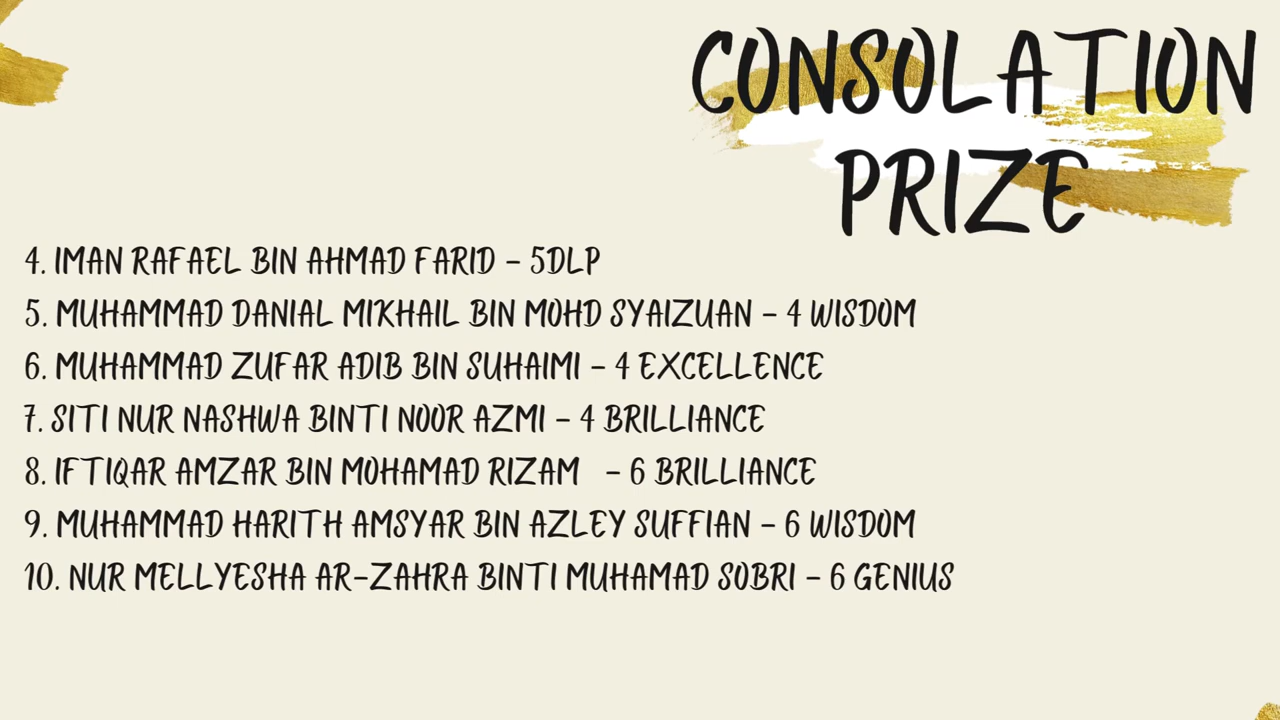 CONSOLATION
PRIZE
4. IMAN RAFAEL BIN AHMAD FARID - 5DLP
5. MUHAMMAD DANIAL MIKHAIL BIN MOHD SYAIZUAN - 4 WISDOM
6. MUHAMMAD ZUFAR ADIB BIN SUHAIMI - 4 EXCELLENCE
7. SITI NUR NASHWA BINTI NOOR AZMI - 4 BRILLIANCE
8. IFTIQAR AMZAR BIN MOHAMAD RIZAM - 6 BRILLIANCE
9. MUHAMMAD HARITH AMSYAR BIN AZLEY SUFFIAN - 6 WISDOM
10. NUR MELLYESHA AR-ZAHRA BINTI MUHAMAD SOBRI - 6 GENIUS